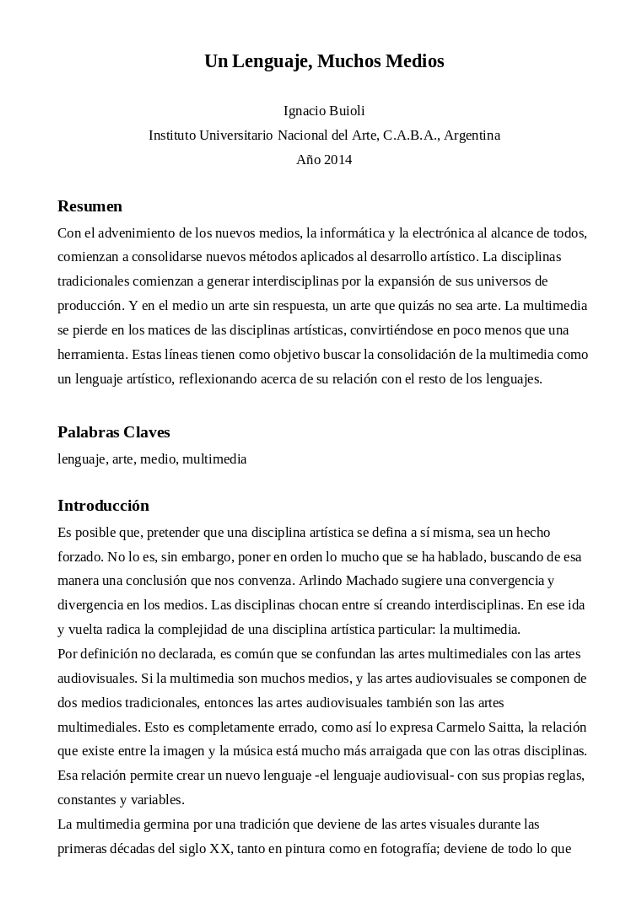 Un Lenguaje, Muchos Medios
Ignacio Buioli
Instituto Universitario Nacional del Arte, C.A.B.A., Argentina
Año 2014
Resumen
Con el advenimiento de los nuevos medios, la informática y la electrónica al alcance de todos,
comienzan a consolidarse nuevos métodos aplicados al desarrollo artístico. La disciplinas
tradicionales comienzan a generar interdisciplinas por la expansión de sus universos de
producción. Y en el medio un arte sin respuesta, un arte que quizás no sea arte. La multimedia
se pierde en los matices de las disciplinas artísticas, convirtiéndose en poco menos que una
herramienta. Estas líneas tienen como objetivo buscar la consolidación de la multimedia como
un lenguaje artístico, reflexionando acerca de su relación con el resto de los lenguajes.
Palabras Claves
lenguaje, arte, medio, multimedia
Introducción
Es posible que, pretender que una disciplina artística se defina a sí misma, sea un hecho
forzado. No lo es, sin embargo, poner en orden lo mucho que se ha hablado, buscando de esa
manera una conclusión que nos convenza. Arlindo Machado sugiere una convergencia y
divergencia en los medios. Las disciplinas chocan entre sí creando interdisciplinas. En ese ida
y vuelta radica la complejidad de una disciplina artística particular: la multimedia.
Por definición no declarada, es común que se confundan las artes multimediales con las artes
audiovisuales. Si la multimedia son muchos medios, y las artes audiovisuales se componen de
dos medios tradicionales, entonces las artes audiovisuales también son las artes
multimediales. Esto es completamente errado, como así lo expresa Carmelo Saitta, la relación
que existe entre la imagen y la música está mucho más arraigada que con las otras disciplinas.
Esa relación permite crear un nuevo lenguaje -el lenguaje audiovisual- con sus propias reglas,
constantes y variables.
La multimedia germina por una tradición que deviene de las artes visuales durante las
primeras décadas del siglo XX, tanto en pintura como en fotografía; deviene de todo lo que